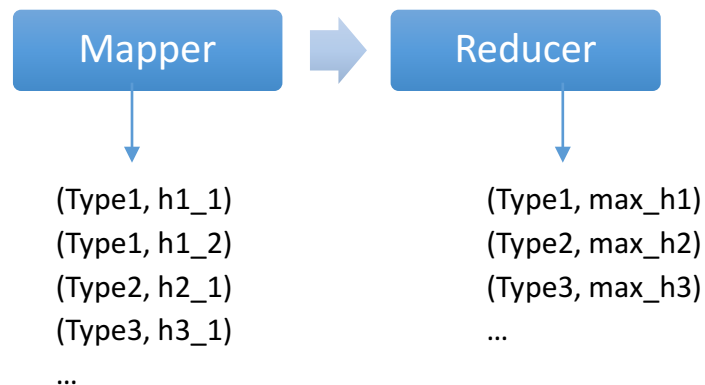 Mapper
Reducer
(Type1, h1_1)
(Type1, h1_2)
(Type2, h2_1)
(Type3, h3_1)
…
(Type1, max_h1)
(Type2, max_h2)
(Type3, max_h3)
…